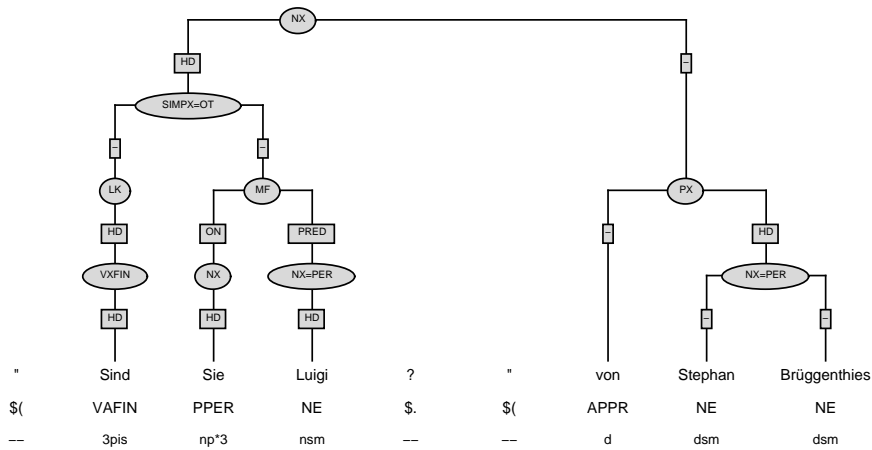 NX
HD –
SIMPX=OT
– –
LK MF PX
HD ON PRED – HD
VXFIN NX NX=PER NX=PER
HD HD HD – –
" Sind Sie Luigi ? " von Stephan Brüggenthies
$( VAFIN PPER NE $. $( APPR NE NE
–– 3pis np*3 nsm –– –– d dsm dsm